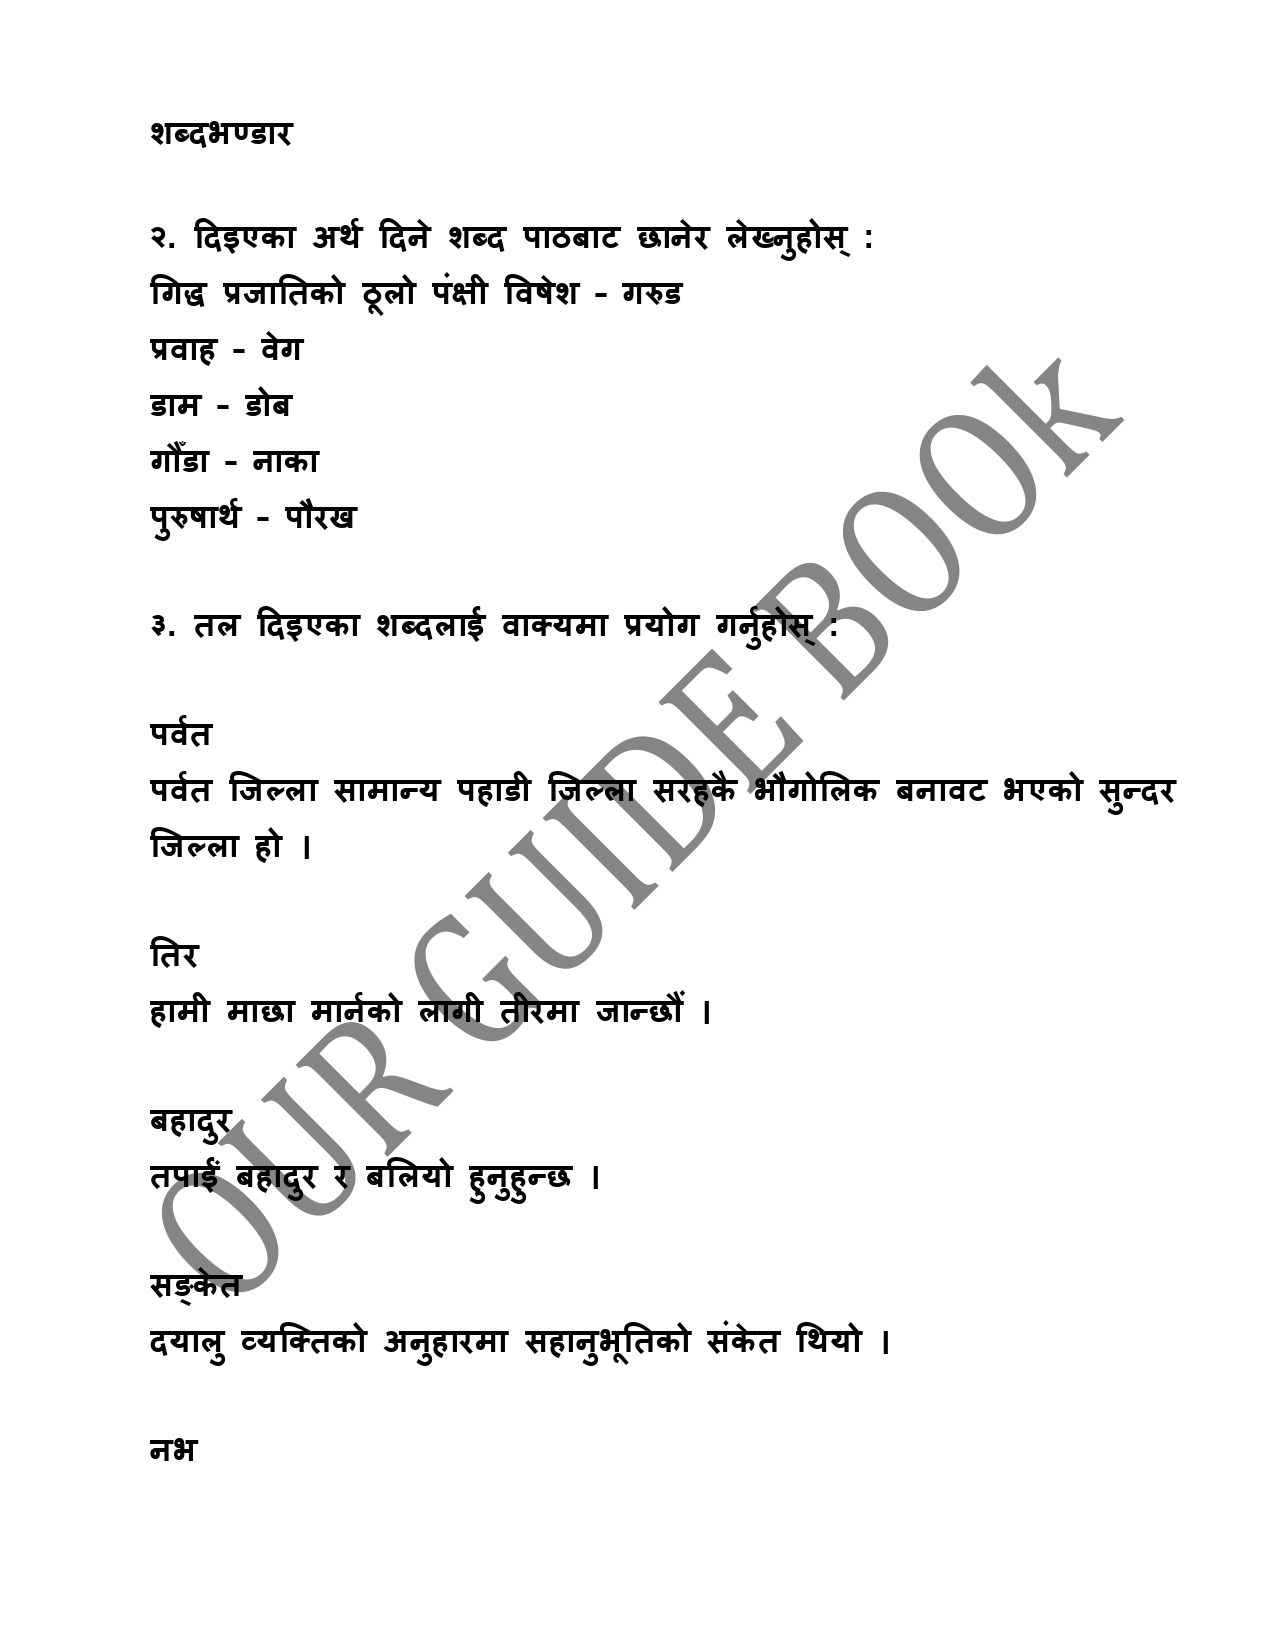 शब्दभण्डार
२. दिइएका अर्थ दिने शब्द पाठबाट छानेर लेख्नुहोस् :
गिद्ध प्रजातिको ठूलो पंक्षी विषेश – गरुड
प्रवाह – वेग
डाम – डोब
गौँडा – नाका
पुरुषार्थ – पौरख
३. तल दिइएका शब्दलाई वाक्यमा प्रयोग गर्नुहोस् :
पर्वत
पर्वत जिल्ला सामान्य पहाडी जिल्ला सरहकै भौगोलिक बनावट भएको सुन्दर
जिल्ला हो ।
तिर
हामी माछा मार्नको लागी तीरमा जान्छौं ।
बहादुर
तपाईं बहादुर र बलियो हुनुहुन्छ ।
सङ्केत
दयालु व्यक्तिको अनुहारमा सहानुभूतिको संकेत थियो ।
नभ
OUR GUIDE BOOk